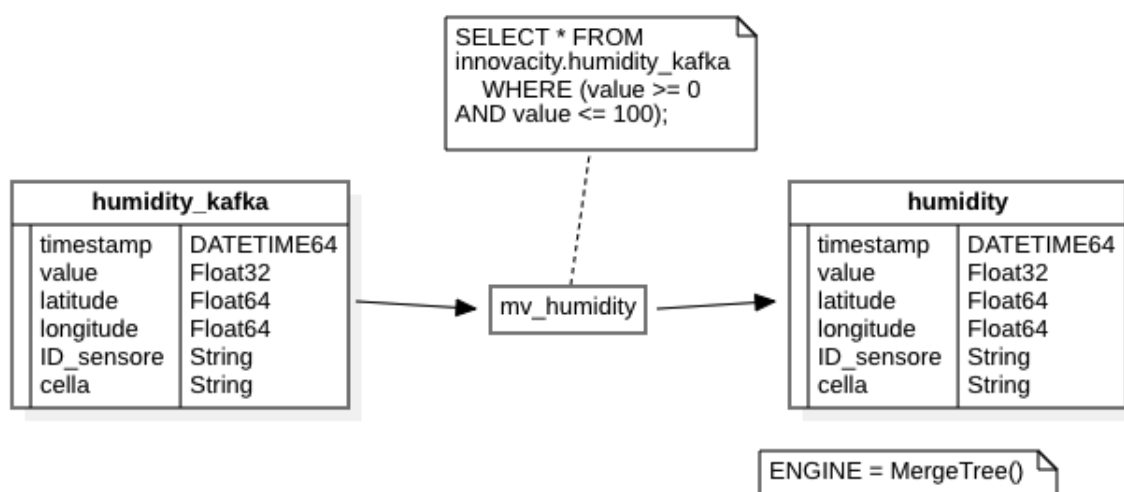 SELECT * FROM
innovacity.humidity_kafka
WHERE (value >= 0
AND value <= 100);
humidity_kafka
timestamp DATETIME64
value Float32
latitude Float64
longitude Float64
ID_sensore String
cella String
mv_humidity
humidity
timestamp DATETIME64
value Float32
latitude Float64
longitude Float64
ID_sensore String
cella String
ENGINE = MergeTree()